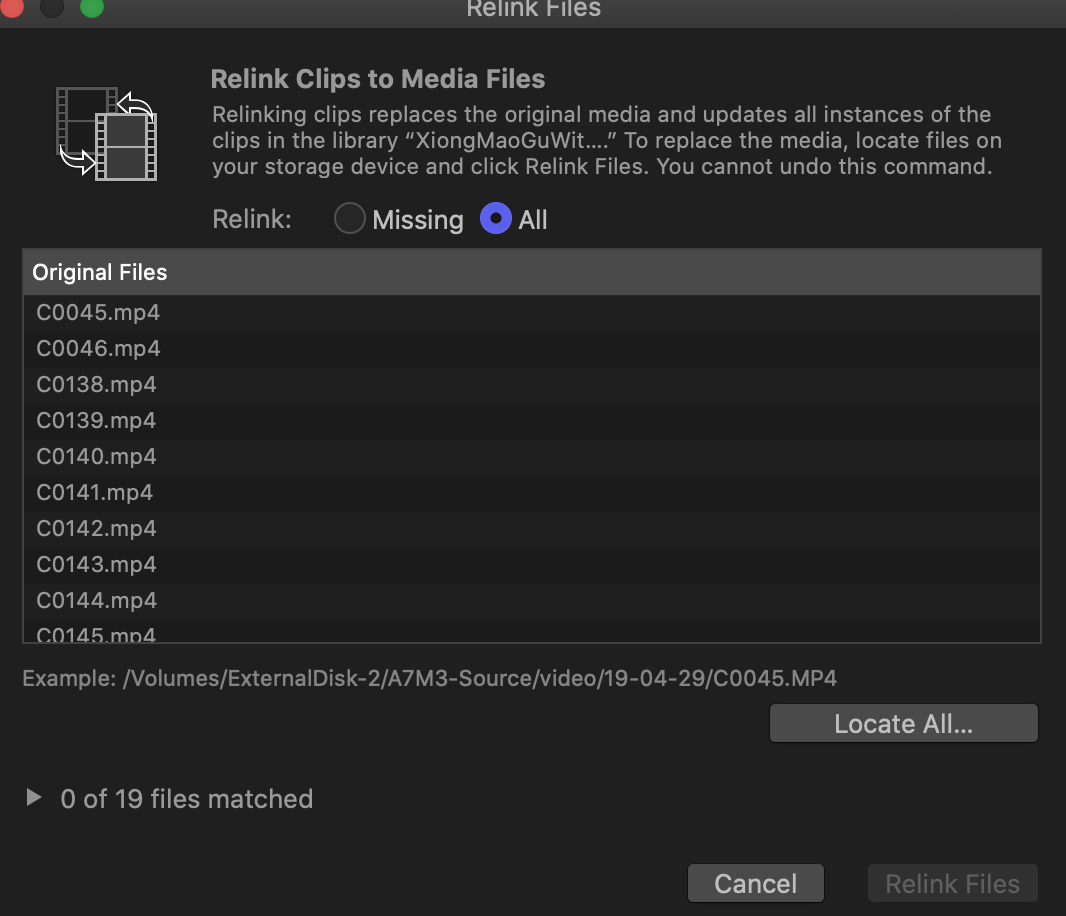 Relink Files
Relink Clips to Media Files
Relinking clips replaces the original media and updates all instances of the
clips in the library “XiongMaoGuWit....” To replace the media, locate files on
your storage device and click Relink Files. You cannot undo this command.
Relink: Missing All
Original Files
C0045.mp4
C0046.mp4
C0138.mp4
C0139.mp4
C0140.mp4
C0141.mp4
C0142.mp4
C0143.mp4
C0144.mp4
C0145.mp4
Example: /Volumes/ExternalDisk-2/A7M3-Source/video/19-04-29/C0045.MP4
Locate All...
0 of 19 files matched
Cancel Relink Files